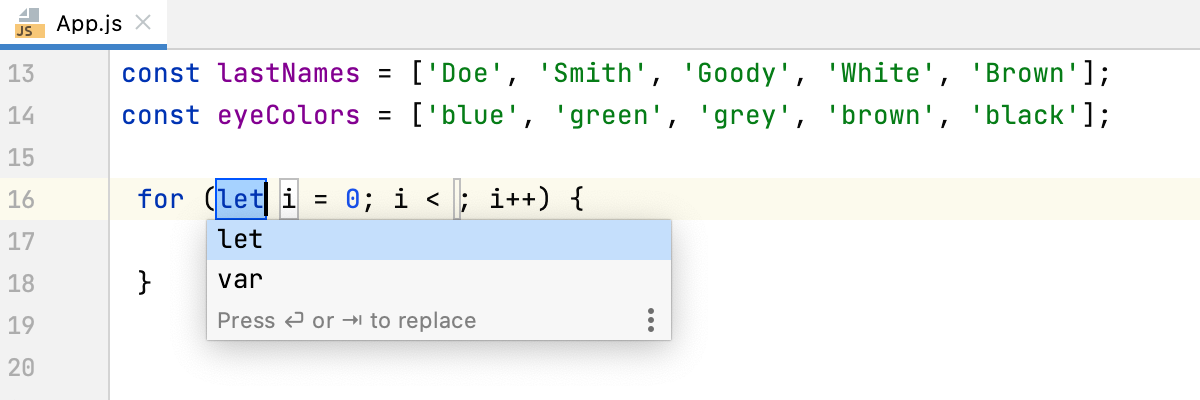 JS App.js
13 const lastNames = ['Doe', 'Smith', 'Goody', 'White', 'Brown'];
14 const eyeColors = ['blue', 'green', 'grey', 'brown', 'black'];
15
16 for (let i = 0; i < ; i++) {
17 let
var
18 }
19 Press ⏎ or ⇥ to replace
20